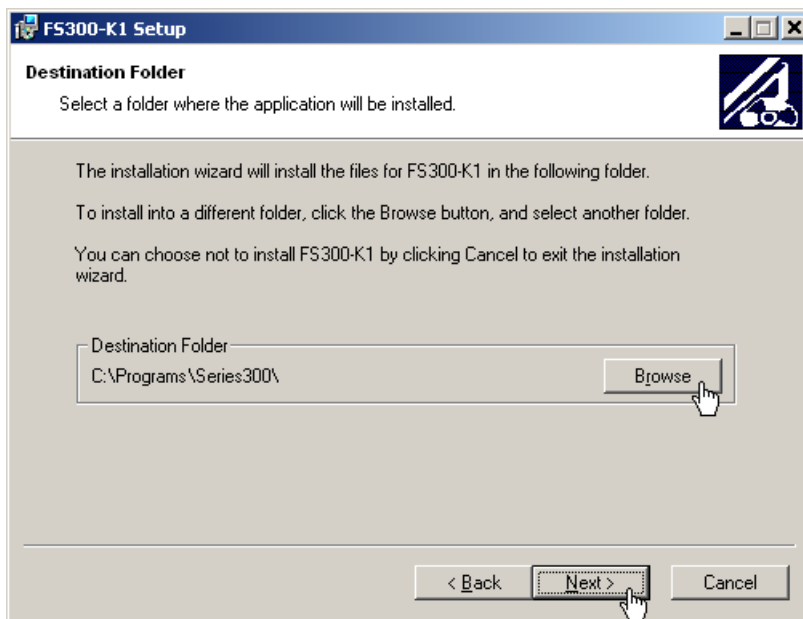 FS300-K1 Setup
Destination Folder
Select a folder where the application will be installed.
The installation wizard will install the files for FS300-K1 in the following folder.
To install into a different folder, click the Browse button, and select another folder.
You can choose not to install FS300-K1 by clicking Cancel to exit the installation
wizard.
Destination Folder
C:\Programs\Series300\
Browse
< Back
Next >
Cancel